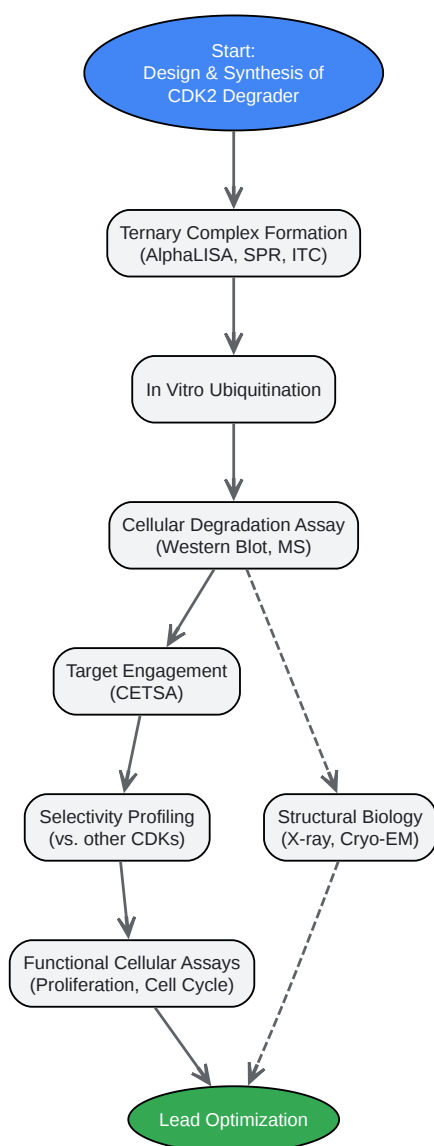 Start:
Design & Synthesis of
CDK2 Degrader
Ternary Complex Formation
(AlphaLISA, SPR, ITC)
In Vitro Ubiquitination
Cellular Degradation Assay
(Western Blot, MS)
Target Engagement
(CETSA)
Selectivity Profiling
(vs. other CDKs)
Structural Biology
(X-ray, Cryo-EM)
Functional Cellular Assays
(Proliferation, Cell Cycle)
Lead Optimization